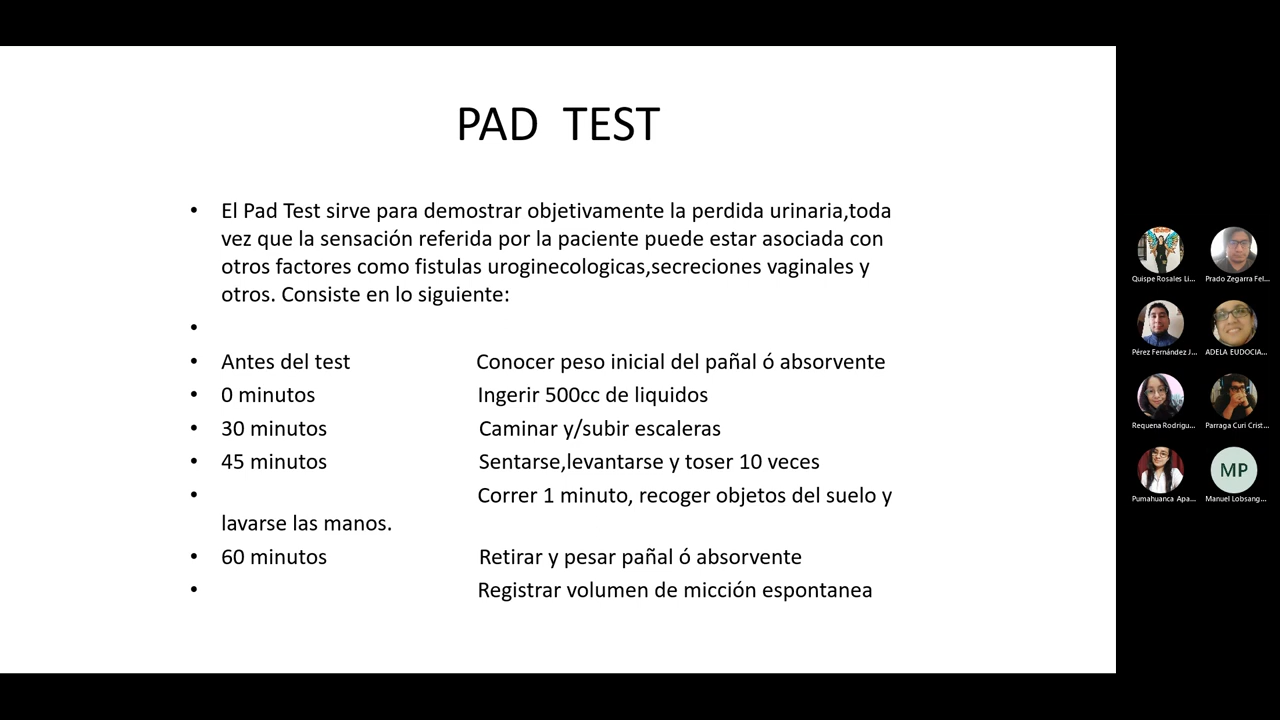 PAD TEST
• El Pad Test sirve para demostrar objetivamente la perdida urinaria,toda
vez que la sensación referida por la paciente puede estar asociada con
otros factores como fistulas uroginecologicas,secreciones vaginales y
otros. Consiste en lo siguiente:
•
• Antes del test Conocer peso inicial del pañal ó absorvente
• 0 minutos Ingerir 500cc de liquidos
• 30 minutos Caminar y/subir escaleras
• 45 minutos Sentarse,levantarse y toser 10 veces
• Correr 1 minuto, recoger objetos del suelo y
lavarse las manos.
• 60 minutos Retirar y pesar pañal ó absorvente
• Registrar volumen de micción espontanea
Quispe Rosales Li... Prado Zegarra Fel...
Pérez Fernández J... ADELA EUDOCIA...
Requena Rodrigu... Parraga Curi Crist...
MP
Pumahuanca Apa... Manuel Lobsang...